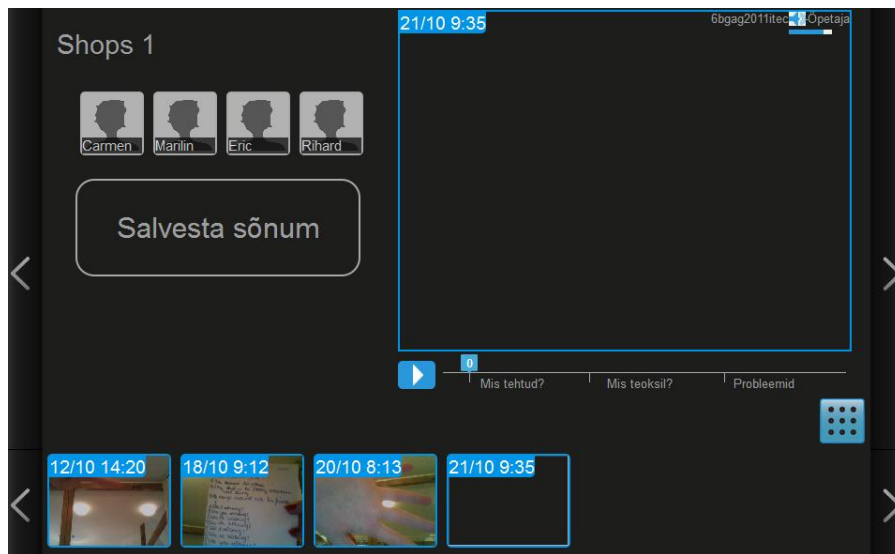 Shops 1
Carmen Marilin Eric Rihard
Salvesta sõnum
21/10 9:35
6bgag2011itec
-Õpetaja
0
Mis tehtud? Mis teoksil? Probleemid
12/10 14:20 18/10 9:12 20/10 8:13 21/10 9:35